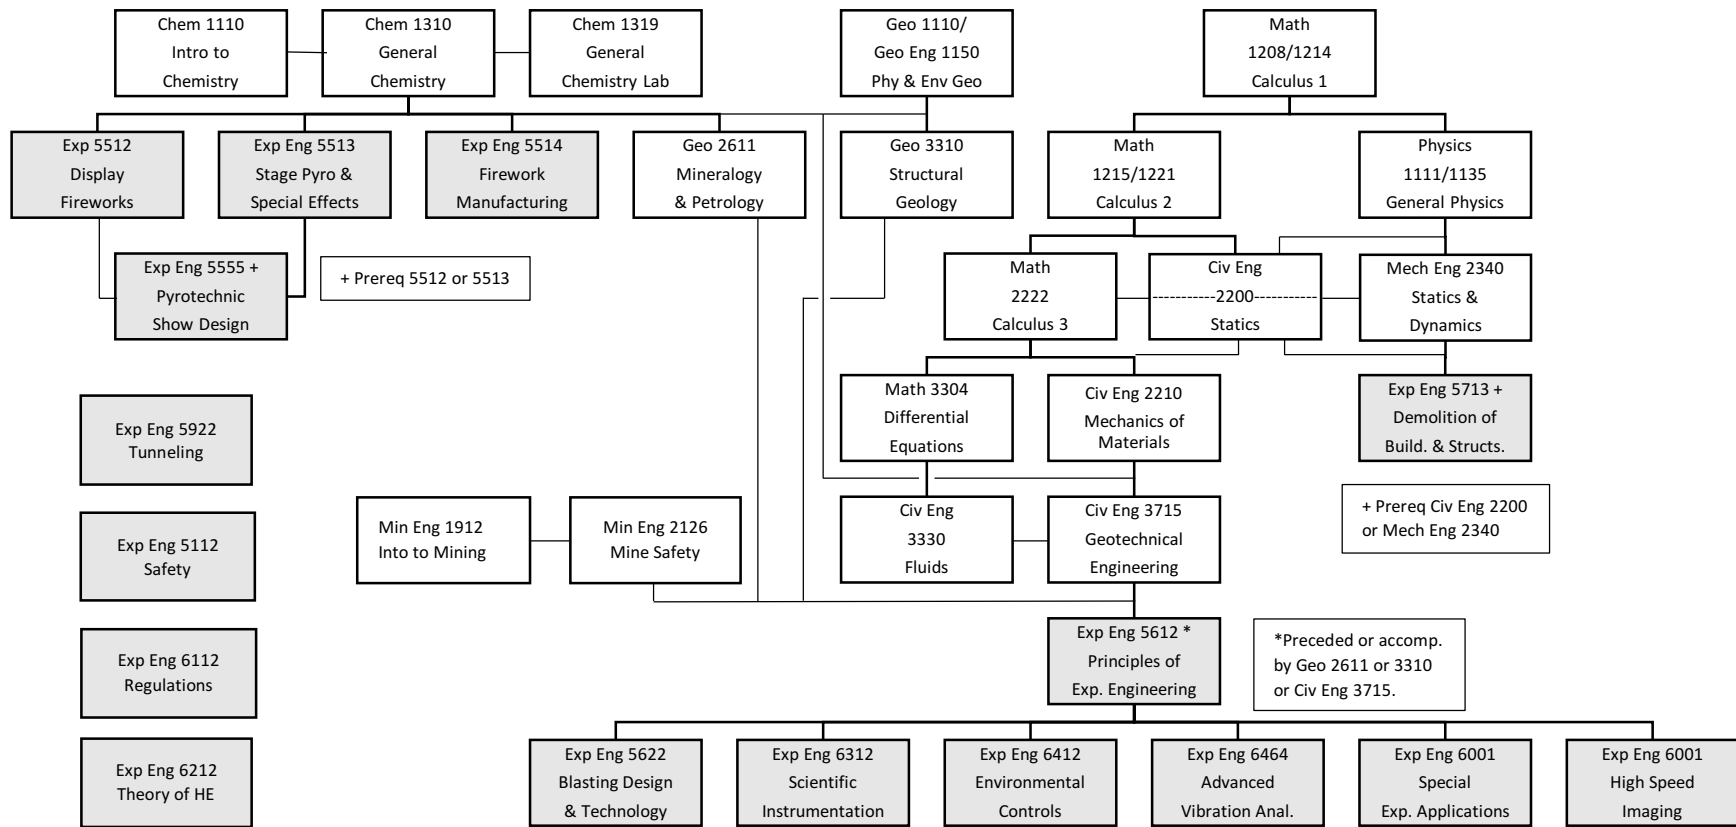 Chem 1110
Intro to
Chemistry
Chem 1310
General
Chemistry
Chem 1319
General
Chemistry Lab
Geo 1110/
Geo Eng 1150
Phy & Env Geo
Math
1208/1214
Calculus 1
Exp 5512
Display
Fireworks
Exp Eng 5513
Stage Pyro &
Special Effects
Exp Eng 5514
Firework
Manufacturing
Geo 2611
Mineralogy
& Petrology
Geo 3310
Structural
Geology
Math
1215/1221
Calculus 2
Physics
1111/1135
General Physics
Exp Eng 5555 +
Pyrotechnic
Show Design
+ Prereq 5512 or 5513
Math
2222
Calculus 3
Civ Eng
-----------2200-----------
Statics
Mech Eng 2340
Statics &
Dynamics
Math 3304
Differential
Equations
Civ Eng 2210
Mechanics of
Materials
Exp Eng 5713 +
Demolition of
Build. & Structs.
Exp Eng 5922
Tunneling
+ Prereq Civ Eng 2200
or Mech Eng 2340
Min Eng 1912
Into to Mining
Min Eng 2126
Mine Safety
Civ Eng
3330
Fluids
Civ Eng 3715
Geotechnical
Engineering
Exp Eng 5112
Safety
Exp Eng 5612 *
Principles of
Exp. Engineering
*Preceded or accomp.
by Geo 2611 or 3310
or Civ Eng 3715.
Exp Eng 6112
Regulations
Exp Eng 6212
Theory of HE
Exp Eng 5622
Blasting Design
& Technology
Exp Eng 6312
Scientific
Instrumentation
Exp Eng 6412
Environmental
Controls
Exp Eng 6464
Advanced
Vibration Anal.
Exp Eng 6001
Special
Exp. Applications
Exp Eng 6001
High Speed
Imaging